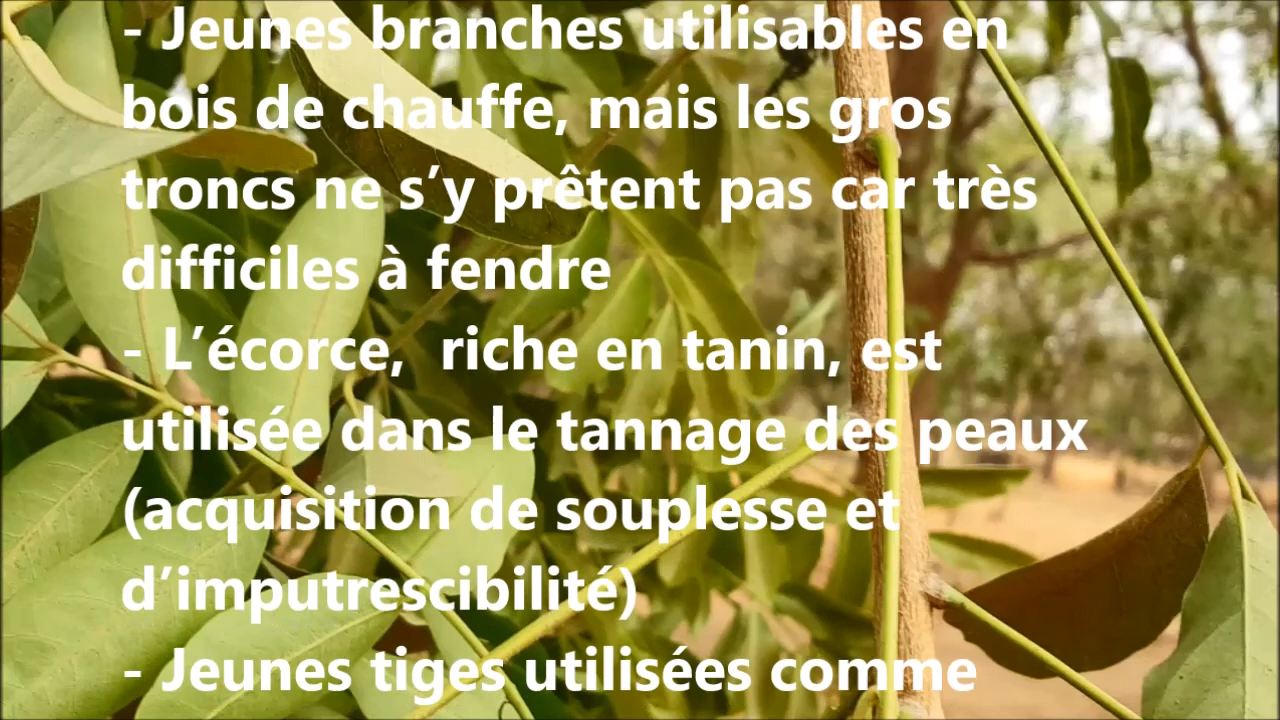 - Jeunes branches utilisables en
bois de chauffe, mais les gros
troncs ne s’y prêtent pas car très
difficiles à fendre
- L’écorce,  riche en tanin, est
utilisée dans le tannage des peaux
(acquisition de souplesse et
d’imputrescibilité)
- Jeunes tiges utilisées comme